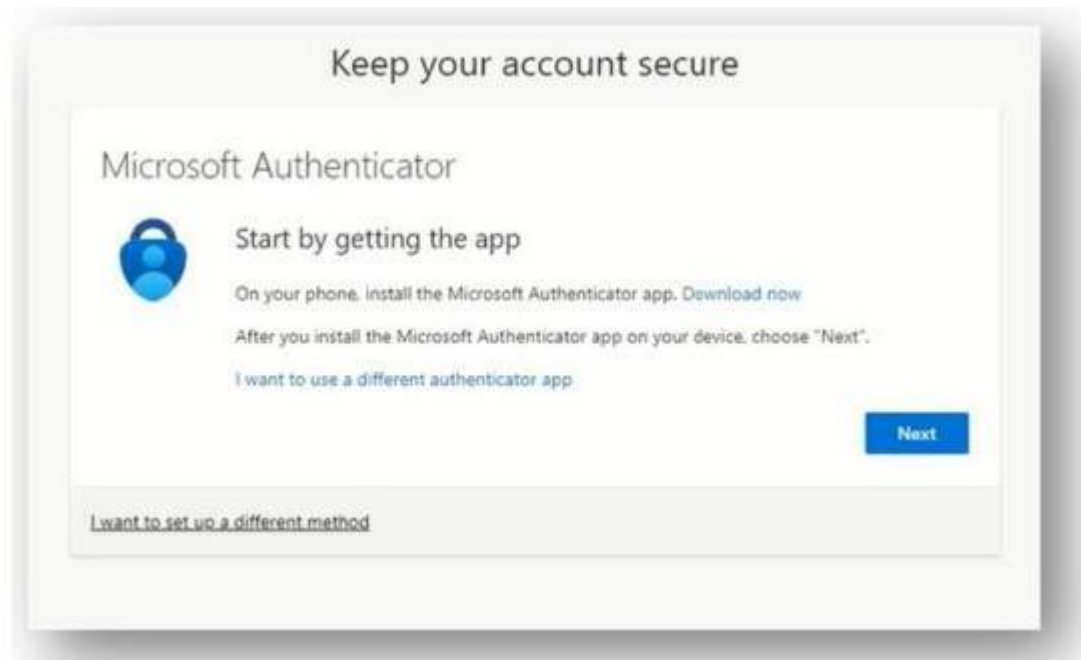 Keep your account secure
Microsoft Authenticator
Start by getting the app
On your phone, install the Microsoft Authenticator app. Download now
After you install the Microsoft Authenticator app on your device, choose "Next".
I want to use a different authenticator app
Next
I want to set up a different method